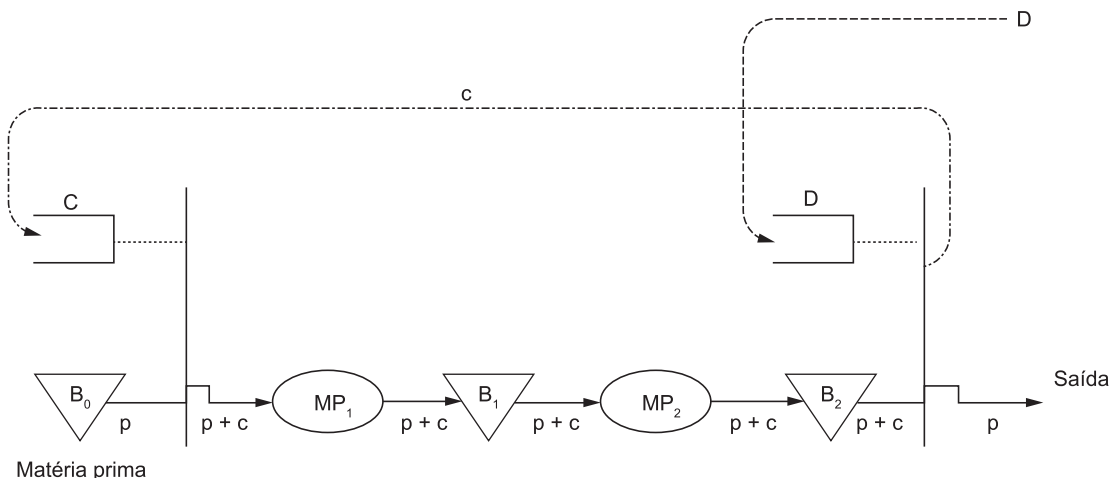 D
c
C
D
B₀
MP₁
B₁
MP₂
B₂
Saída
p
p + c
p + c
p + c
p + c
p + c
p
Matéria prima